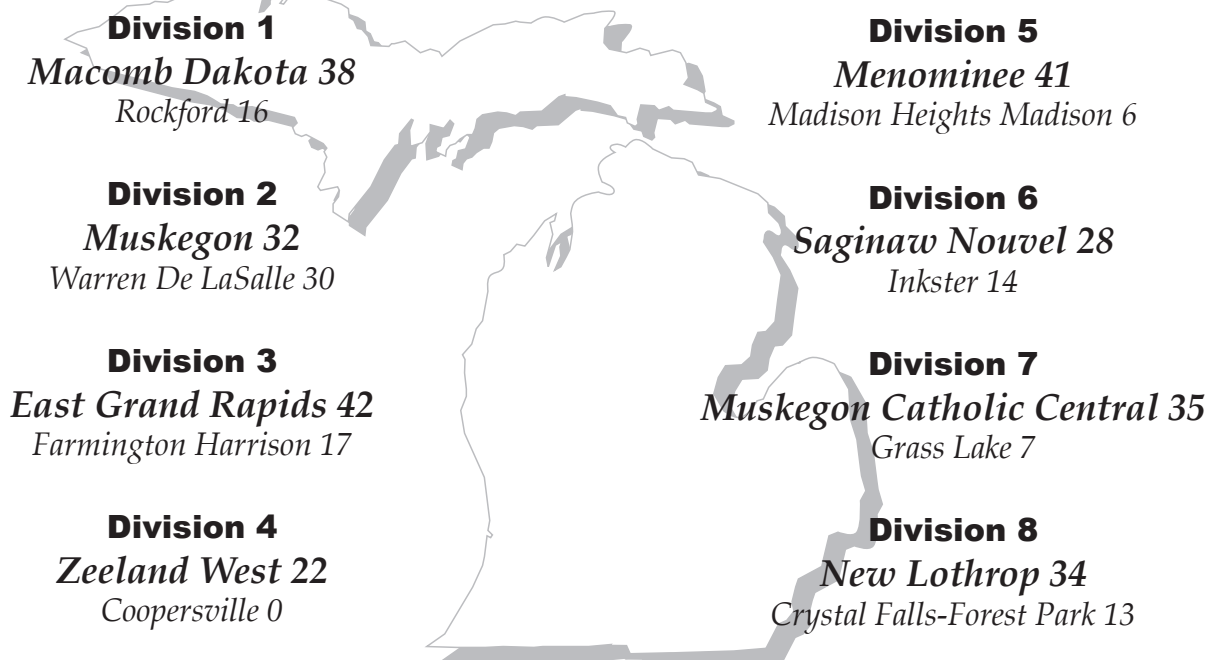 Division 1
Macomb Dakota 38
Rockford 16
Division 2
Muskegon 32
Warren De LaSalle 30
Division 3
East Grand Rapids 42
Farmington Harrison 17
Division 4
Zeeland West 22
Coopersville 0
Division 5
Menominee 41
Madison Heights Madison 6
Division 6
Saginaw Nouvel 28
Inkster 14
Division 7
Muskegon Catholic Central 35
Grass Lake 7
Division 8
New Lothrop 34
Crystal Falls-Forest Park 13